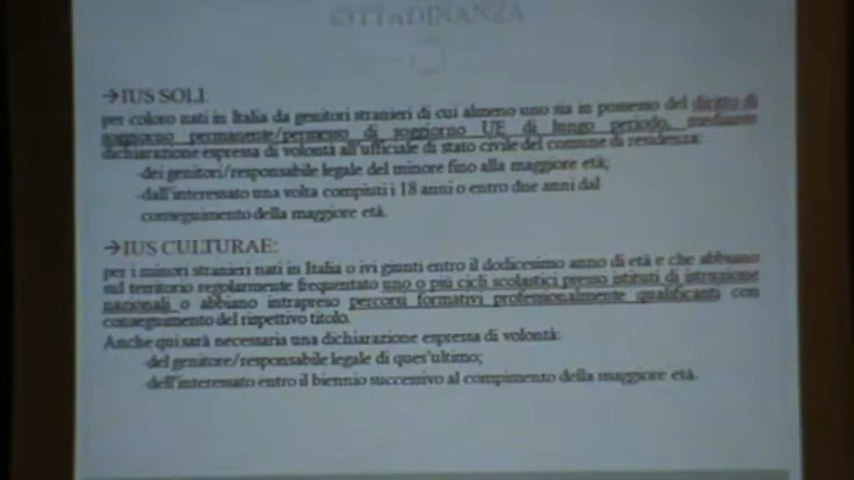 CITTADINANZA
→IUS SOLI:
per coloro nati in Italia da genitori stranieri di cui almeno uno sia in possesso del diritto di
soggiorno permanente/permesso di soggiorno UE di lungo periodo, mediante
dichiarazione espressa di volontà all'ufficiale di stato civile del comune di residenza:
-dei genitori/responsabile legale del minore fino alla maggiore età;
-dall'interessato una volta compiuti i 18 anni o entro due anni dal
conseguimento della maggiore età.
→IUS CULTURAE:
per i minori stranieri nati in Italia o ivi giunti entro il dodicesimo anno di età e che abbiano
sul territorio regolarmente frequentato uno o più cicli scolastici presso istituti di istruzione
nazionali o abbiano intrapreso percorsi formativi professionalmente qualificanti con
conseguimento del rispettivo titolo.
Anche qui sarà necessaria una dichiarazione espressa di volontà:
-del genitore/responsabile legale di ques'ultimo;
-dell'interessato entro il biennio successivo al compimento della maggiore età.